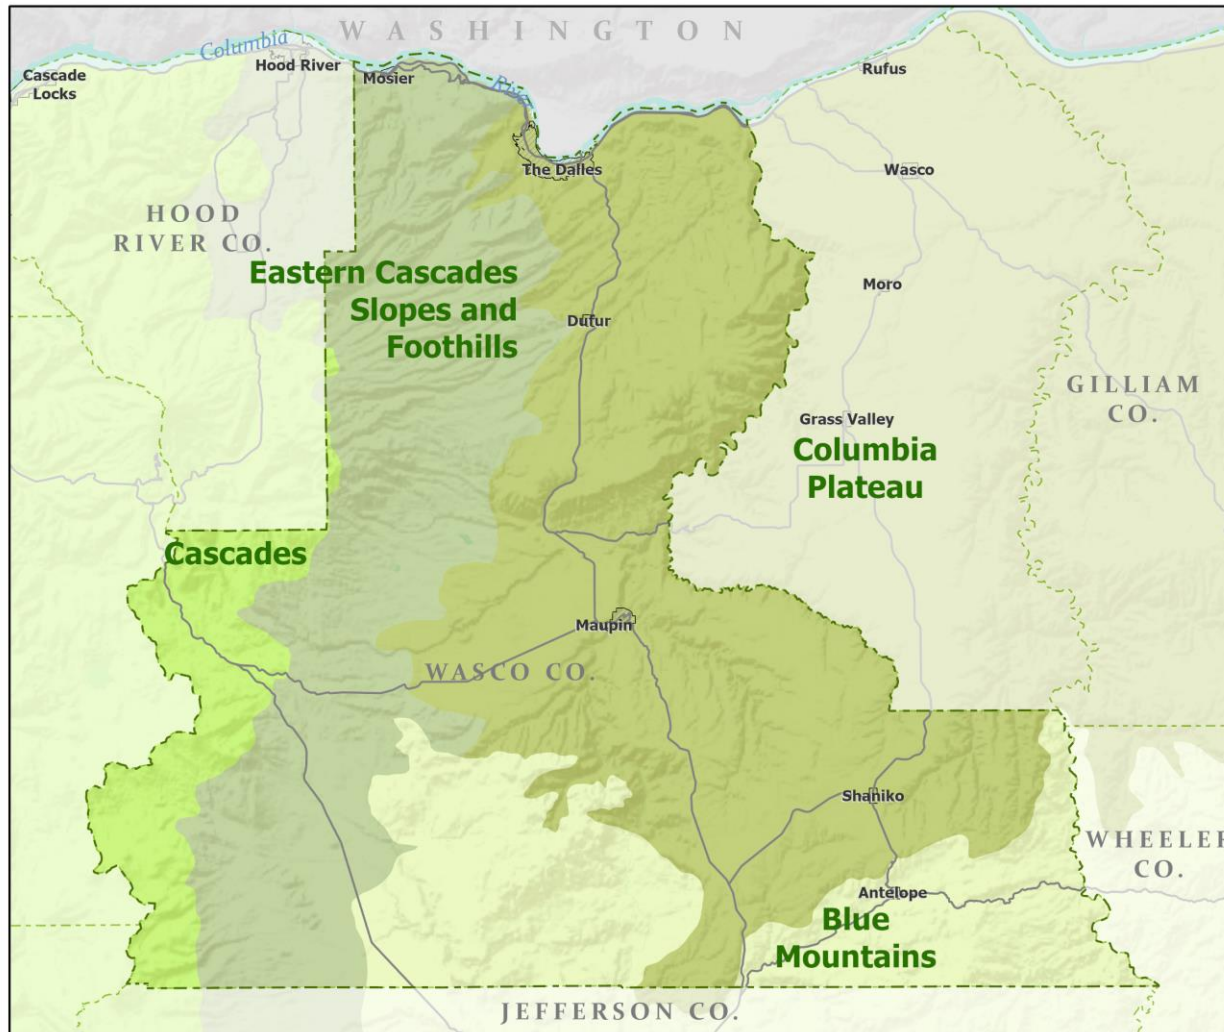 WASHINGTON
Columbia
River
Cascade
Locks
Hood River
Mosier
Rufus
The Dalles
Wasco
HOOD
RIVER CO.
Eastern Cascades
Slopes and
Foothills
Moro
Dufur
GILLIAM
CO.
Grass Valley
Columbia
Plateau
Cascades
Maupin
WASCO CO.
Shaniko
WHEELER
CO.
Antelope
Blue
Mountains
JEFFERSON CO.